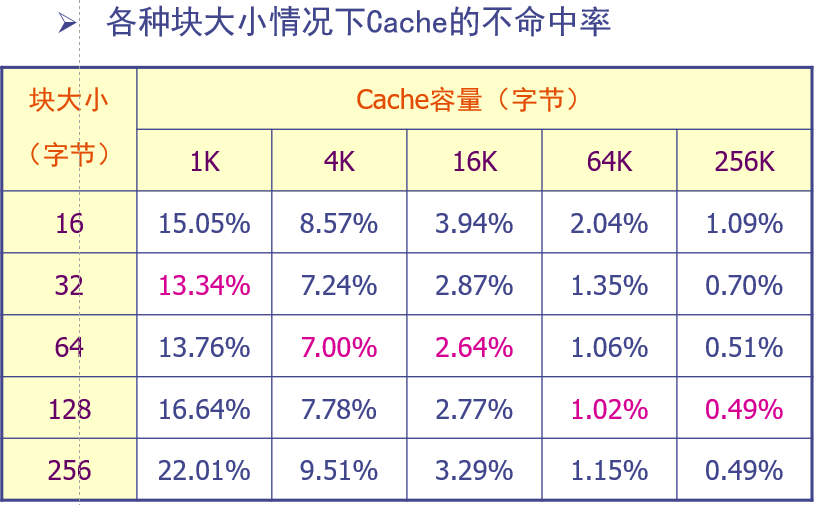 ➢ 各种块大小情况下Cache的不命中率
块大小（字节） Cache容量（字节）
1K 4K 16K 64K 256K
16 15.05% 8.57% 3.94% 2.04% 1.09%
32 13.34% 7.24% 2.87% 1.35% 0.70%
64 13.76% 7.00% 2.64% 1.06% 0.51%
128 16.64% 7.78% 2.77% 1.02% 0.49%
256 22.01% 9.51% 3.29% 1.15% 0.49%